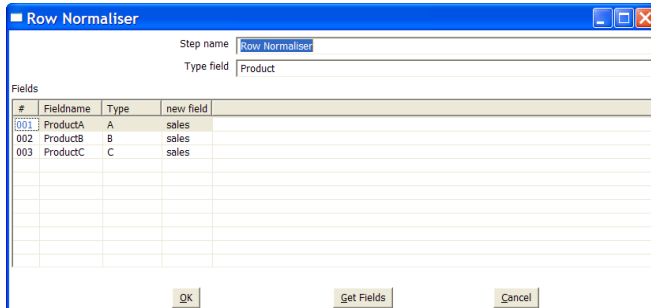 Row Normaliser
Step name Row Normaliser
Type field Product
Fields
# Fieldname Type new field
001 ProductA A sales
002 ProductB B sales
003 ProductC C sales
OK Get Fields Cancel